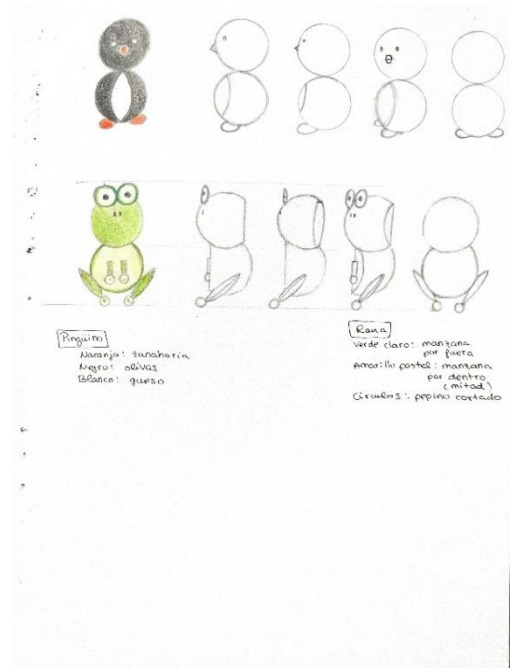 Pingüino
Naranja: zanahoria
Negro: olivas
Blanco: queso
Rana
Verde claro: manzana
por fuera
Amarillo pastel: manzana
por dentro
(mitad)
Círculos: pepino cortado